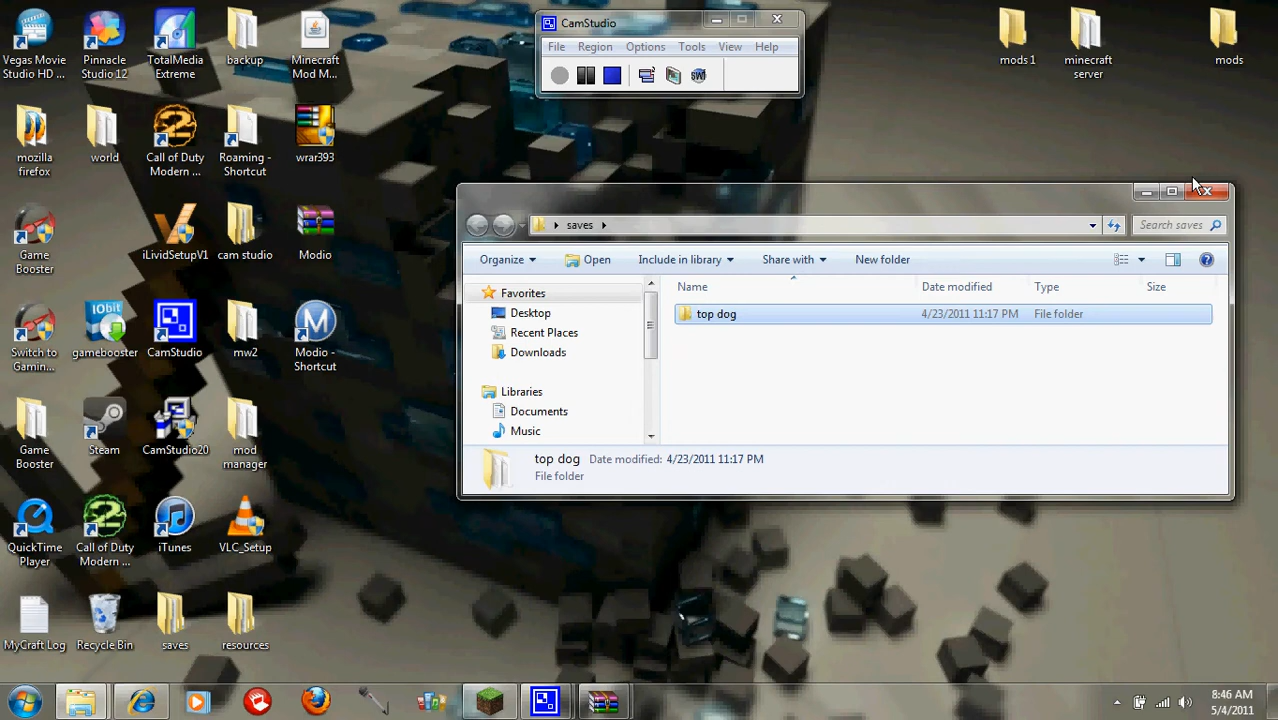 Vegas Movie
Studio HD ...
Pinnacle
Studio 12
TotalMedia
Extreme
backup
Minecraft
Mod M...
mods 1
minecraft
server
mods
CamStudio
File Region Options Tools View Help
mozilla
firefox
world
Call of Duty
Modern ...
Roaming -
Shortcut
wrar393
Game
Booster
iLividSetupV1
cam studio
Modio
Switch to
Gamin...
IObit
gamebooster
CamStudio
mw2
Modio -
Shortcut
Game
Booster
Steam
CamStudio20
mod
manager
QuickTime
Player
Call of Duty
Modern ...
iTunes
VLC_Setup
MyCraft Log
Recycle Bin
saves
resources
saves
Search saves
Organize Open Include in library Share with New folder
Favorites
Desktop
Recent Places
Downloads
Libraries
Documents
Music
Name Date modified Type Size
top dog 4/23/2011 11:17 PM File folder
top dog Date modified: 4/23/2011 11:17 PM
File folder
8:46 AM
5/4/2011